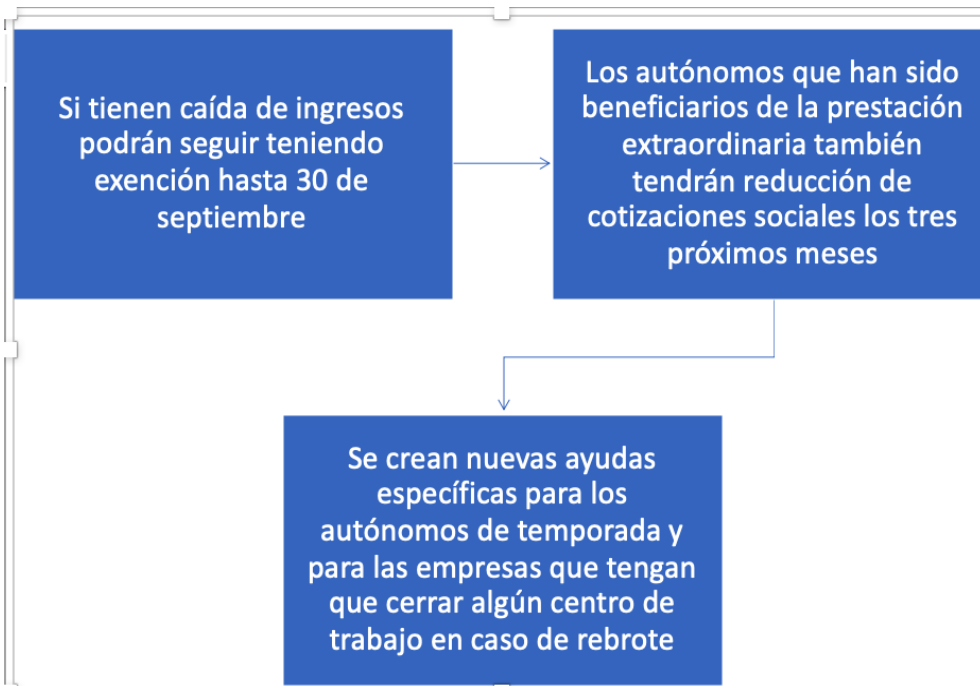 Si tienen caída de ingresos
podrán seguir teniendo
exención hasta 30 de
septiembre
Los autónomos que han sido
beneficiarios de la prestación
extraordinaria también
tendrán reducción de
cotizaciones sociales los tres
próximos meses
Se crean nuevas ayudas
específicas para los
autónomos de temporada y
para las empresas que tengan
que cerrar algún centro de
trabajo en caso de rebrote